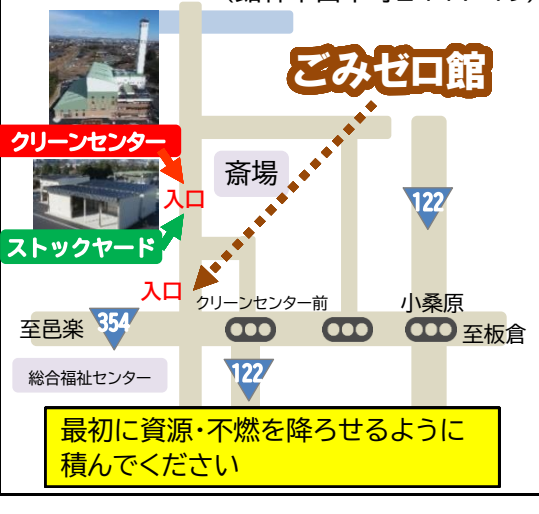 ごみゼロ館
クリーンセンター
斎場
入口
122
ストックヤード
入口
クリーンセンター前
小桑原
至邑楽
354
至板倉
総合福祉センター
122
最初に資源・不燃を降ろせるように
積んでください